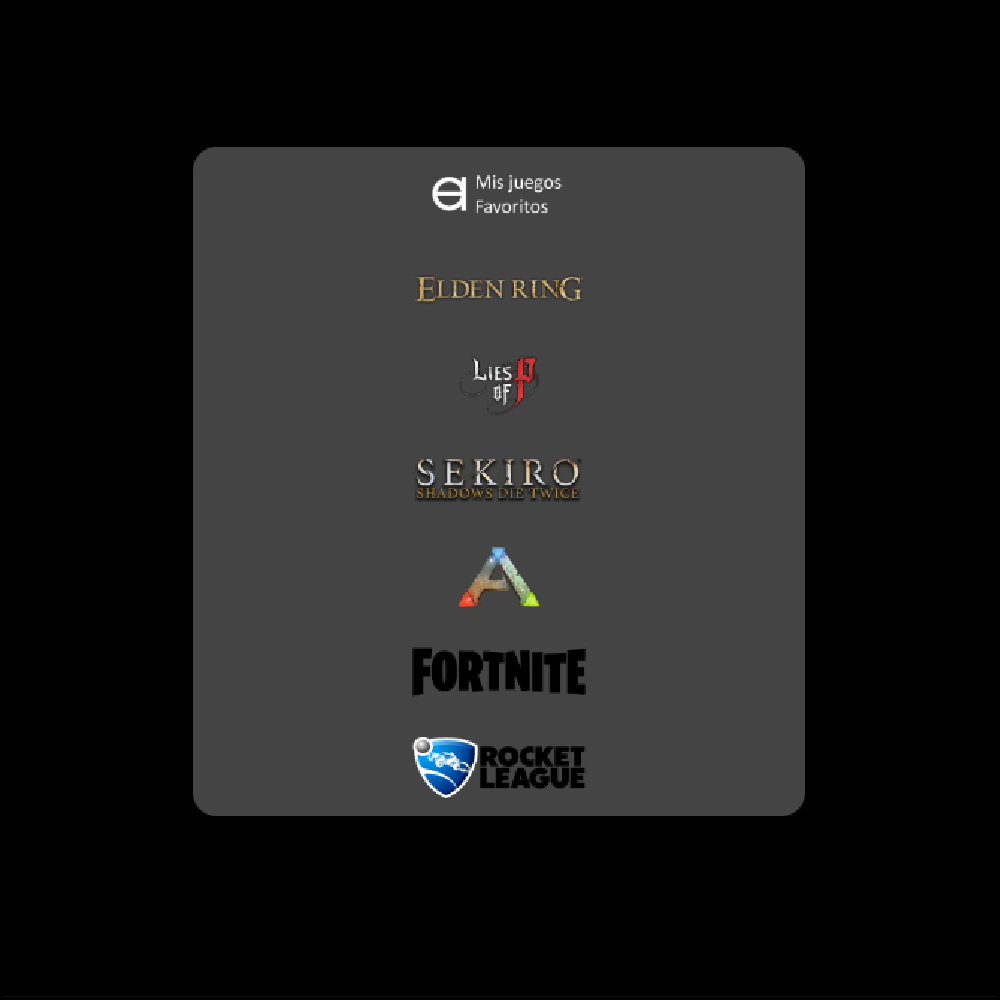 a Mis juegos
Favoritos
ELDEN RING
LIES
OF P
SEKIRO
SHADOWS DIE TWICE
A
FORTNITE
ROCKET
LEAGUE